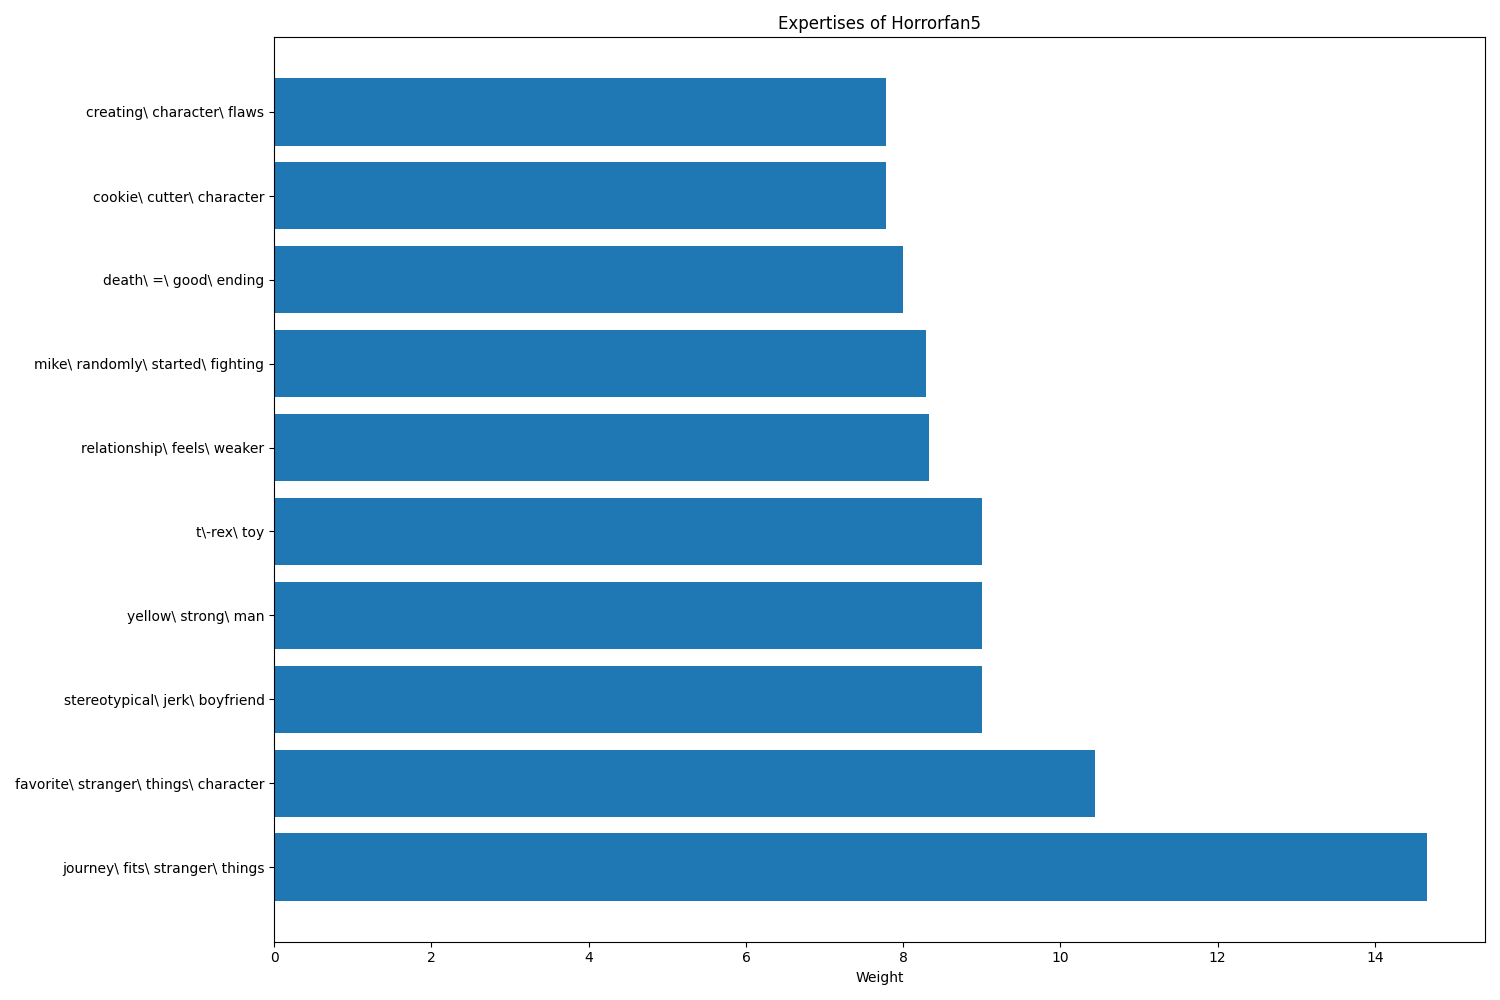 Expertises of Horrorfan5
creating\ character\ flaws
cookie\ cutter\ character
death\ =\ good\ ending
mike\ randomly\ started\ fighting
relationship\ feels\ weaker
t\-rex\ toy
yellow\ strong\ man
stereotypical\ jerk\ boyfriend
favorite\ stranger\ things\ character
journey\ fits\ stranger\ things
0 2 4 6 8 10 12 14
Weight